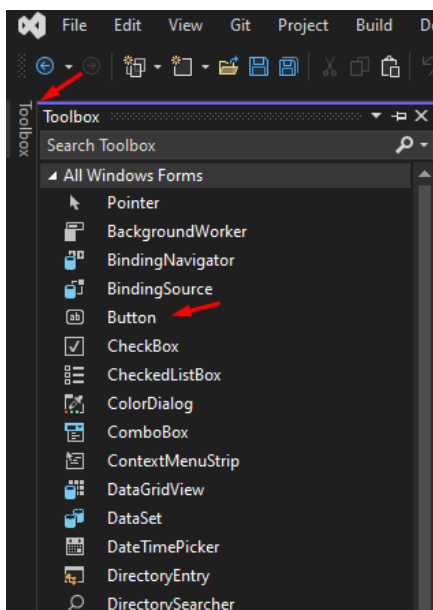 File Edit View Git Project Build
Toolbox
Toolbox
Search Toolbox
All Windows Forms
Pointer
BackgroundWorker
BindingNavigator
BindingSource
ab Button
CheckBox
CheckedListBox
ColorDialog
ComboBox
ContextMenuStrip
DataGridView
DataSet
DateTimePicker
DirectoryEntry
DirectorySearcher